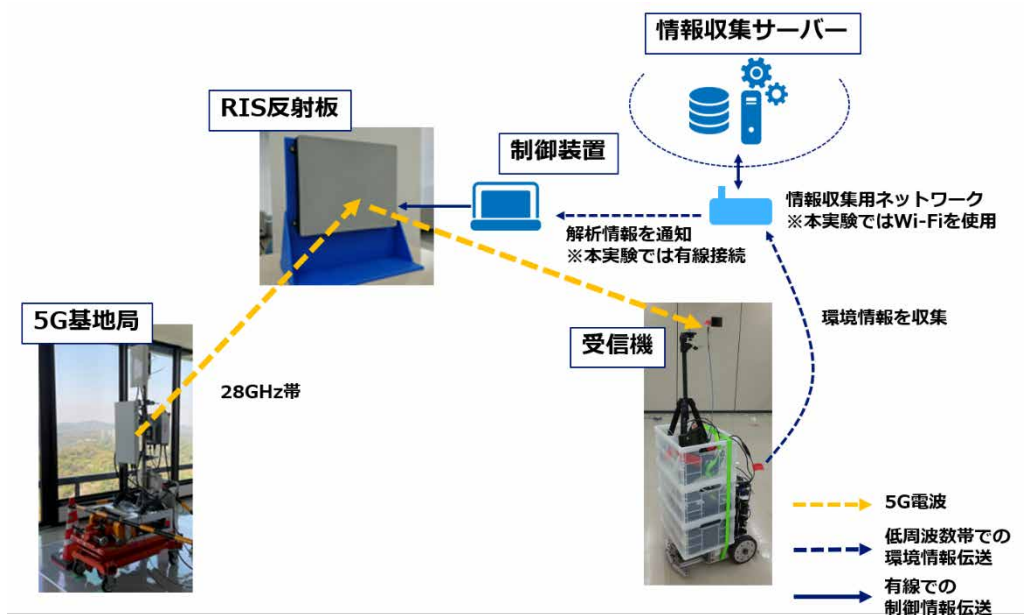 情報収集サーバー
RIS反射板
制御装置
情報収集用ネットワーク
※本実験ではWi-Fiを使用
解析情報を通知
※本実験では有線接続
5G基地局
受信機
環境情報を収集
28GHz帯
5G電波
低周波数帯での
環境情報伝送
有線での
制御情報伝送